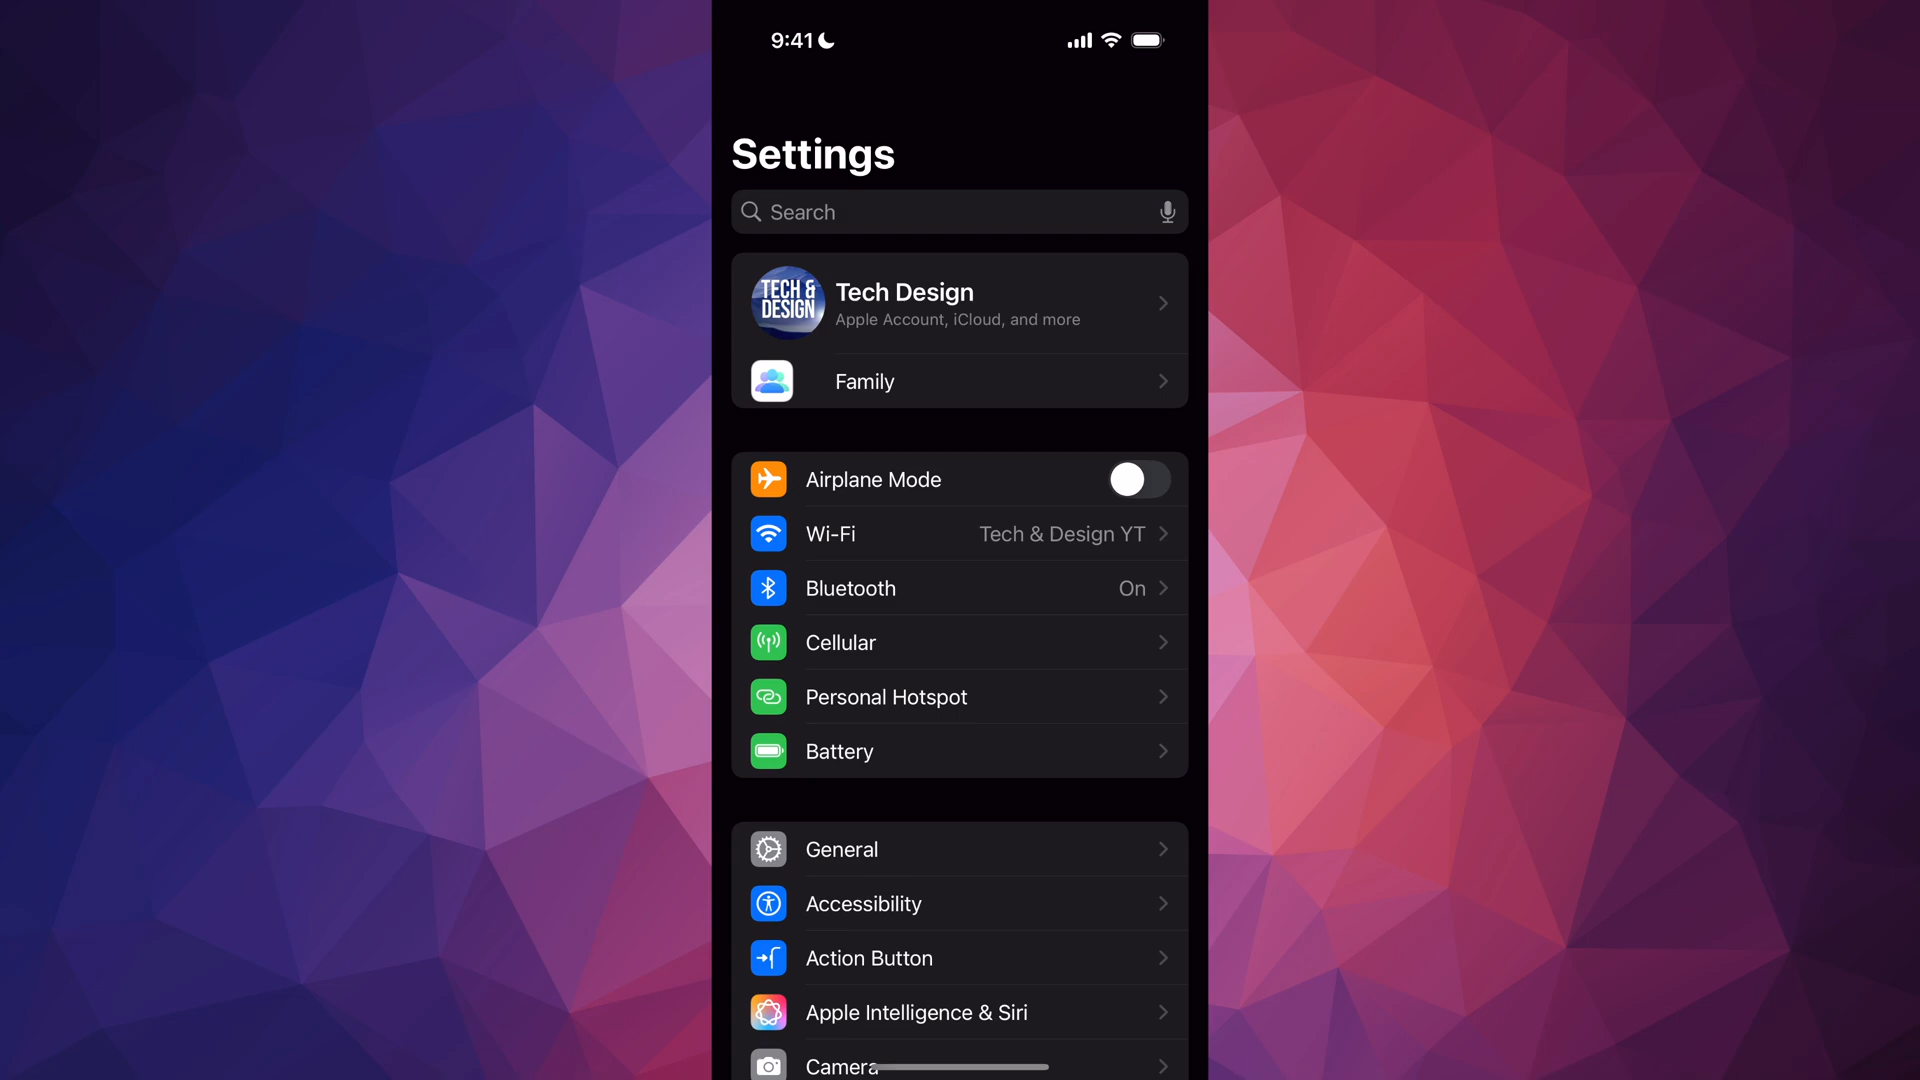 9:41
Settings
Search
TECH &
DESIGN
Tech Design
Apple Account, iCloud, and more
Family
Airplane Mode
Wi-Fi
Tech & Design YT
Bluetooth
On
Cellular
Personal Hotspot
Battery
General
Accessibility
Action Button
Apple Intelligence & Siri
Camera